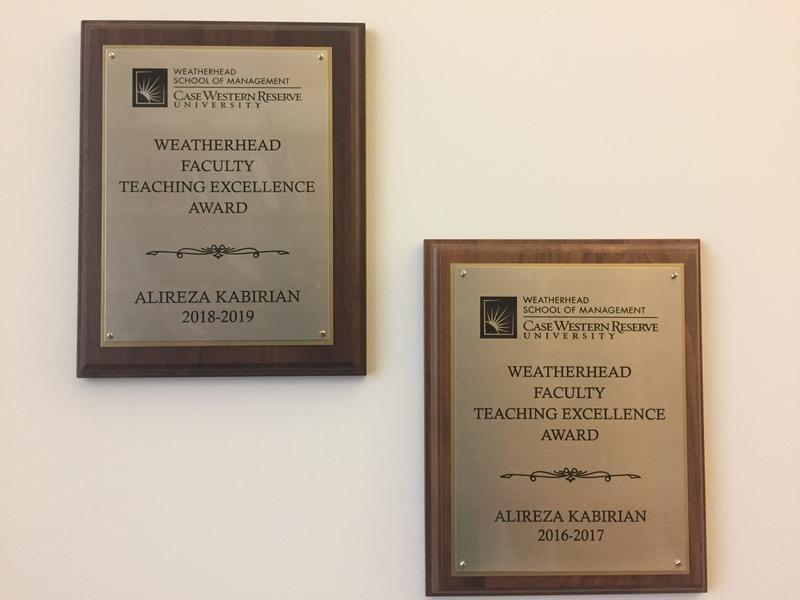 WEATHERHEAD
SCHOOL OF MANAGEMENT
CASE WESTERN RESERVE
UNIVERSITY
WEATHERHEAD
FACULTY
TEACHING EXCELLENCE
AWARD
ALIREZA KABIRIAN
2018-2019
WEATHERHEAD
SCHOOL OF MANAGEMENT
CASE WESTERN RESERVE
UNIVERSITY
WEATHERHEAD
FACULTY
TEACHING EXCELLENCE
AWARD
ALIREZA KABIRIAN
2016-2017